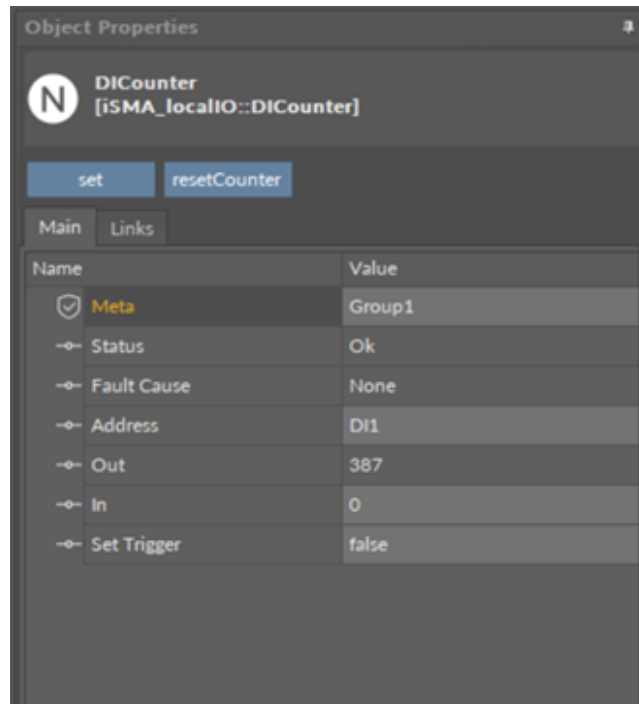 Object Properties
N
DICounter
[iSMA_localIO::DICounter]
set resetCounter
Main Links
Name Value
Meta Group1
Status Ok
Fault Cause None
Address DI1
Out 387
In 0
Set Trigger false